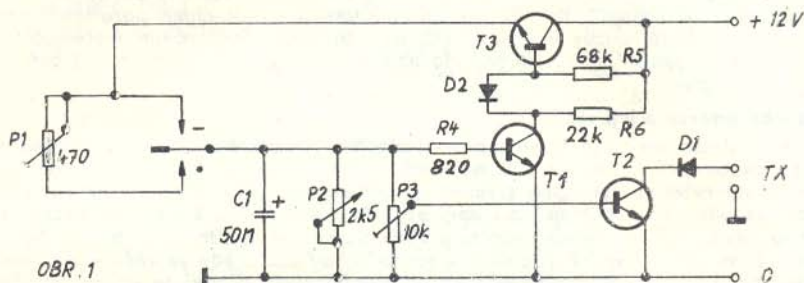 + 12V
T3
68k R5
D2
22k R6
P1
470
-
R4
820
T1
D1
T2
TX
C1
+
50M
P2
2k5
P3
10k
OBR.1
0